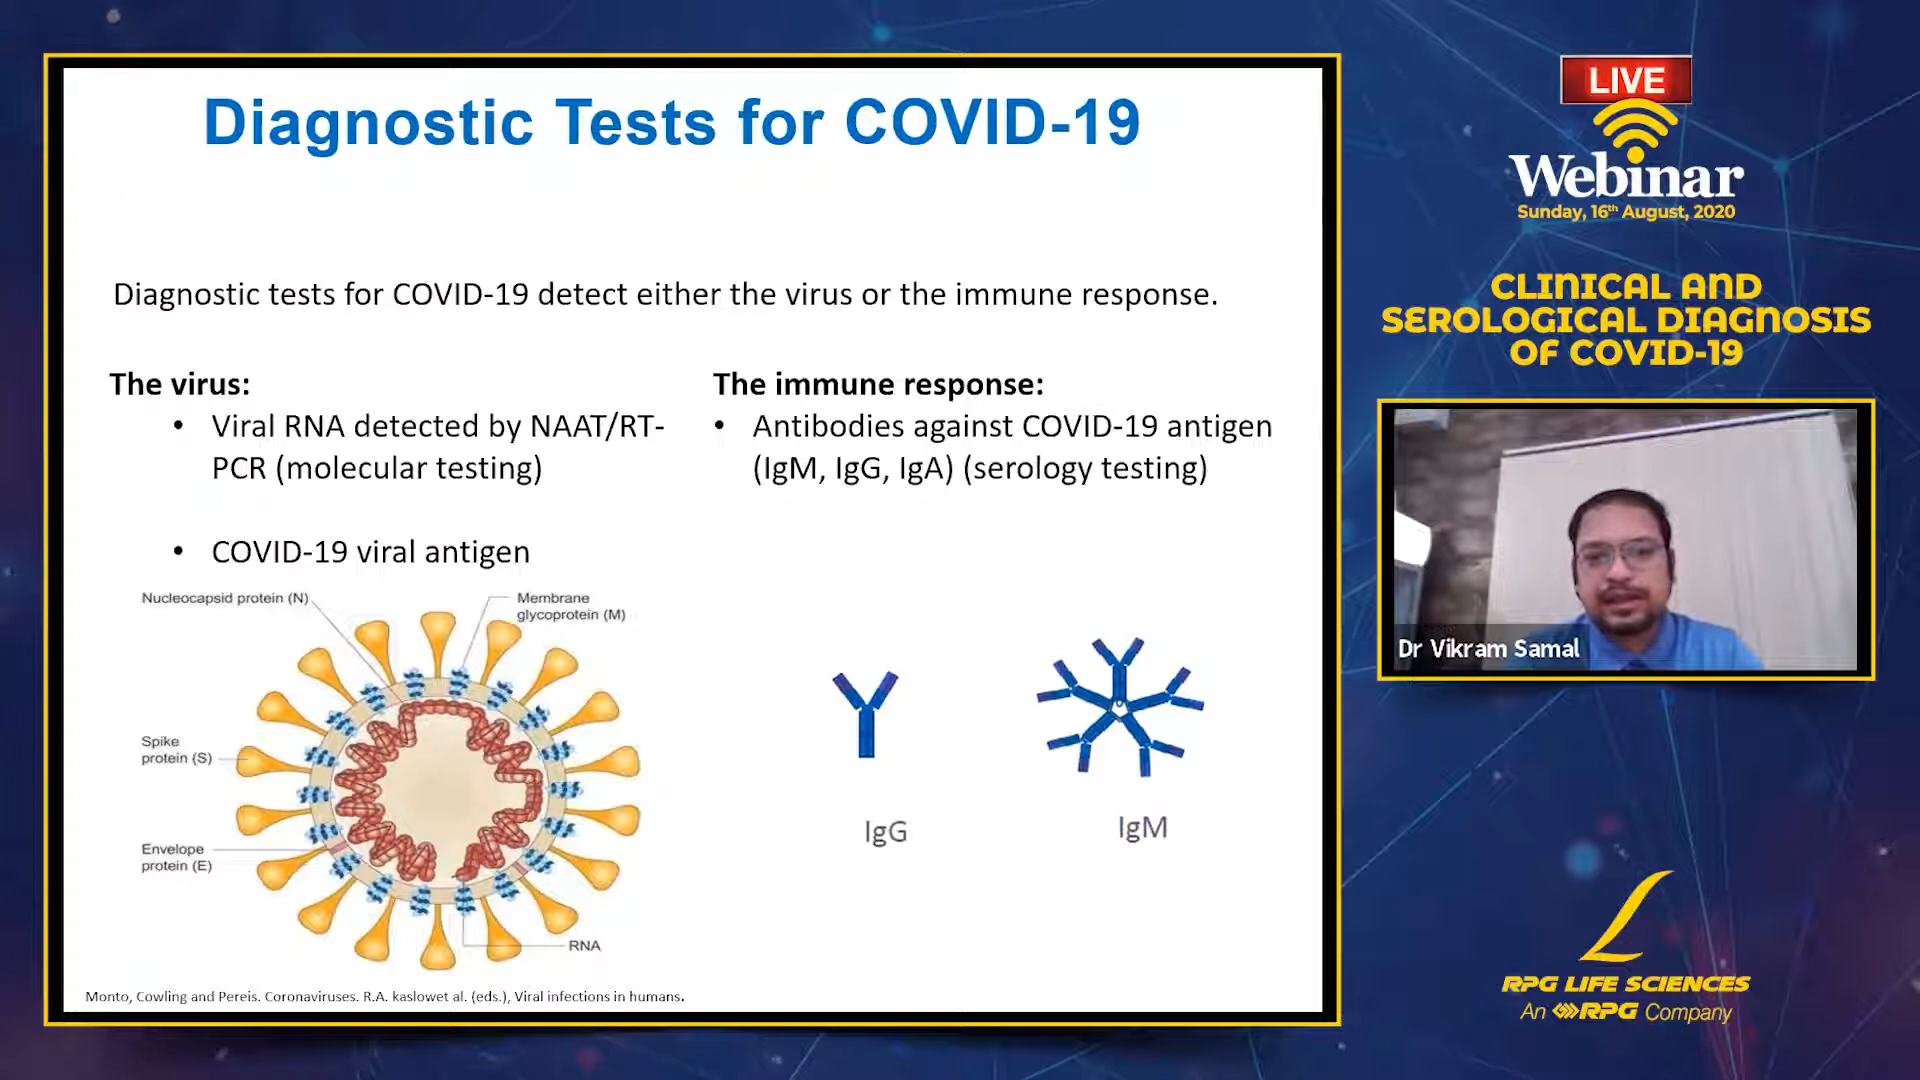 Diagnostic Tests for COVID-19
Diagnostic tests for COVID-19 detect either the virus or the immune response.
The virus:
• Viral RNA detected by NAAT/RT-
PCR (molecular testing)
• COVID-19 viral antigen
The immune response:
• Antibodies against COVID-19 antigen
(IgM, IgG, IgA) (serology testing)
Nucleocapsid protein (N)
Membrane
glycoprotein (M)
Spike
protein (S)
Envelope
protein (E)
RNA
IgG
IgM
Monto, Cowling and Pereis. Coronaviruses. R.A. kaslowet al. (eds.), Viral infections in humans.
LIVE
Webinar
Sunday, 16th August, 2020
CLINICAL AND
SEROLOGICAL DIAGNOSIS
OF COVID-19
Dr Vikram Samal
RPG LIFE SCIENCES
An RPG Company